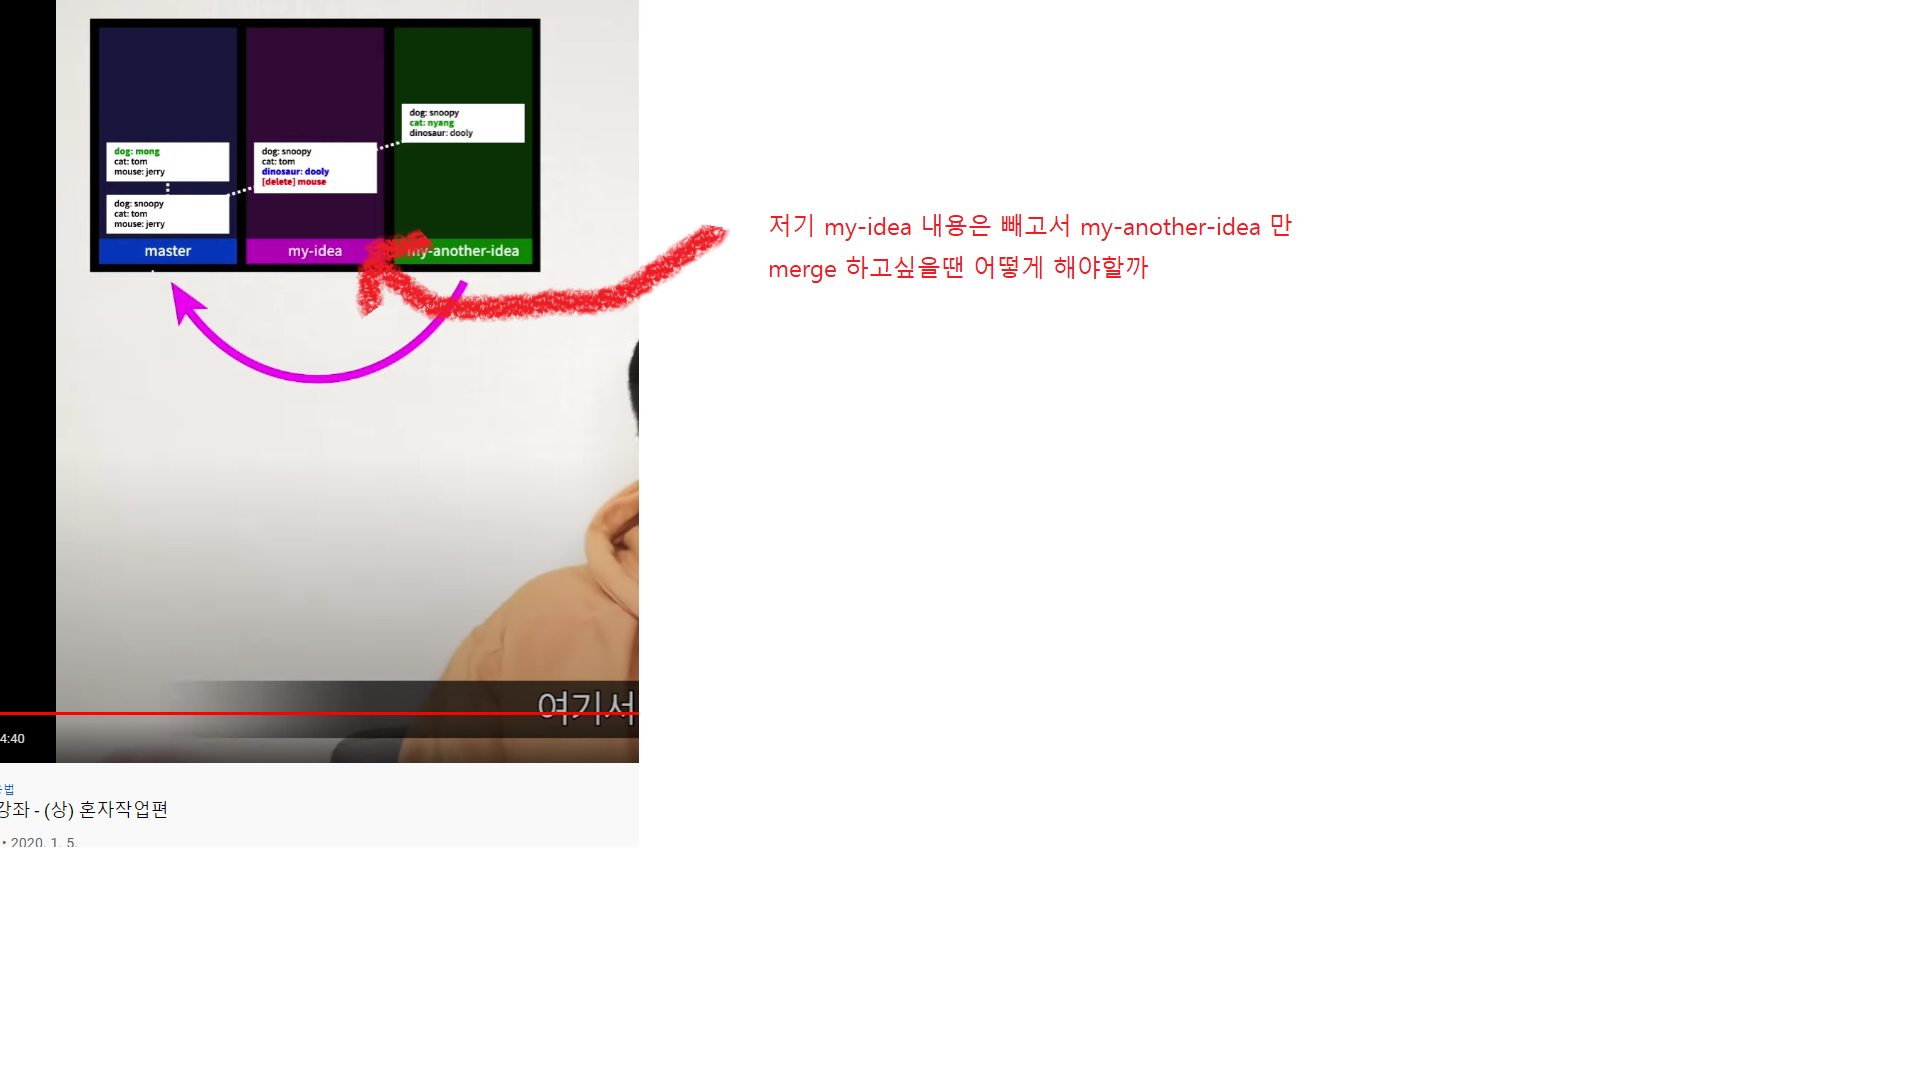 dog: mong
cat: tom
mouse: jerry
dog: snoopy
cat: tom
mouse: jerry
master
dog: snoopy
cat: tom
dinosaur: dooly
[delete] mouse
my-idea
dog: snoopy
cat: nyang
dinosaur: dooly
my-another-idea
저기 my-idea 내용은 빼고서 my-another-idea 만
merge 하고싶을땐 어떻게 해야할까
여기서
4:40
강좌 - (상) 혼자작업편
• 2020. 1. 5.